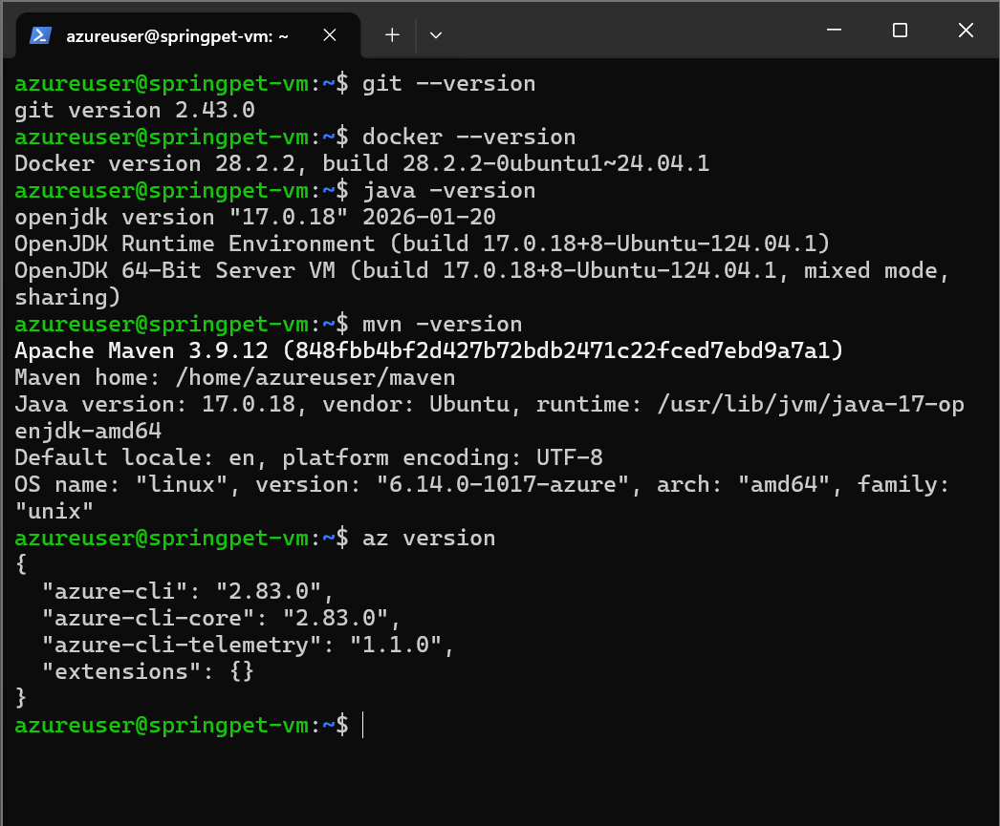 azureuser@springpet-vm: ~
azureuser@springpet-vm:~$ git --version
git version 2.43.0
azureuser@springpet-vm:~$ docker --version
Docker version 28.2.2, build 28.2.2-0ubuntu1~24.04.1
azureuser@springpet-vm:~$ java -version
openjdk version "17.0.18" 2026-01-20
OpenJDK Runtime Environment (build 17.0.18+8-Ubuntu-124.04.1)
OpenJDK 64-Bit Server VM (build 17.0.18+8-Ubuntu-124.04.1, mixed mode,
sharing)
azureuser@springpet-vm:~$ mvn -version
Apache Maven 3.9.12 (848fbb4bf2d427b72bdb2471c22fced7ebd9a7a1)
Maven home: /home/azureuser/maven
Java version: 17.0.18, vendor: Ubuntu, runtime: /usr/lib/jvm/java-17-op
enjdk-amd64
Default locale: en, platform encoding: UTF-8
OS name: "linux", version: "6.14.0-1017-azure", arch: "amd64", family:
"unix"
azureuser@springpet-vm:~$ az version
{
  "azure-cli": "2.83.0",
  "azure-cli-core": "2.83.0",
  "azure-cli-telemetry": "1.1.0",
  "extensions": {}
}
azureuser@springpet-vm:~$